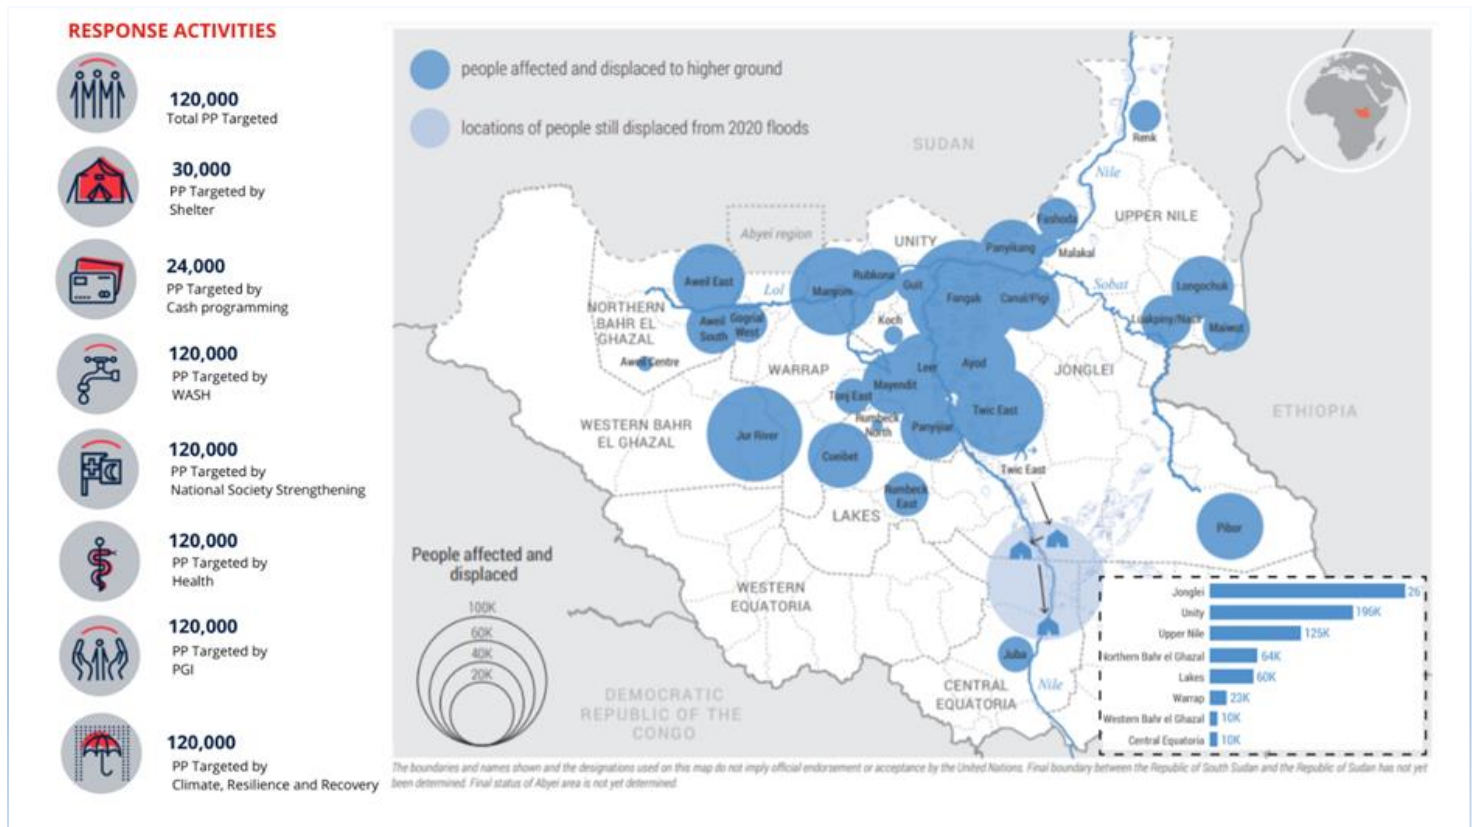 RESPONSE ACTIVITIES
120,000
Total PP Targeted
30,000
PP Targeted by
Shelter
24,000
PP Targeted by
Cash programming
120,000
PP Targeted by
WASH
120,000
PP Targeted by
National Society Strengthening
120,000
PP Targeted by
Health
120,000
PP Targeted by
PGI
120,000
PP Targeted by
Climate, Resilience and Recovery
people affected and displaced to higher ground
locations of people still displaced from 2020 floods
SUDAN
Renk
Nile
UPPER NILE
Fashoda
Abyei region
UNITY
Panyikang
Malakal
Aweil East
Lol
Manyom
Rubkona
Guit
Fangak
Canal/Pigi
Sobat
Longochuk
NORTHERN
BAHR EL
GHAZAL
Aweil
South
Gogrial
West
Koch
Luakpiny/Nasir
Maiwut
Aweil Centre
WARRAP
Leer
Ayod
JONGLEI
Mayendit
Tonj East
Twic East
ETHIOPIA
WESTERN BAHR
EL GHAZAL
Jur River
Rumbeck
North
Panyijiar
Cueibet
Twic East
Rumbeck
East
LAKES
Pibor
People affected and
displaced
100K
60K
40K
20K
WESTERN
EQUATORIA
Juba
CENTRAL
EQUATORIA
Nile
DEMOCRATIC
REPUBLIC OF THE
CONGO
Jonglei 26
Unity 196K
Upper Nile 125K
Northern Bahr el Ghazal 64K
Lakes 60K
Warrap 23K
Western Bahr el Ghazal 10K
Central Equatoria 10K
The boundaries and names shown and the designations used on this map do not imply official endorsement or acceptance by the United Nations. Final boundary between the Republic of South Sudan and the Republic of Sudan has not yet
been determined. Final status of Abyei area is not yet determined.